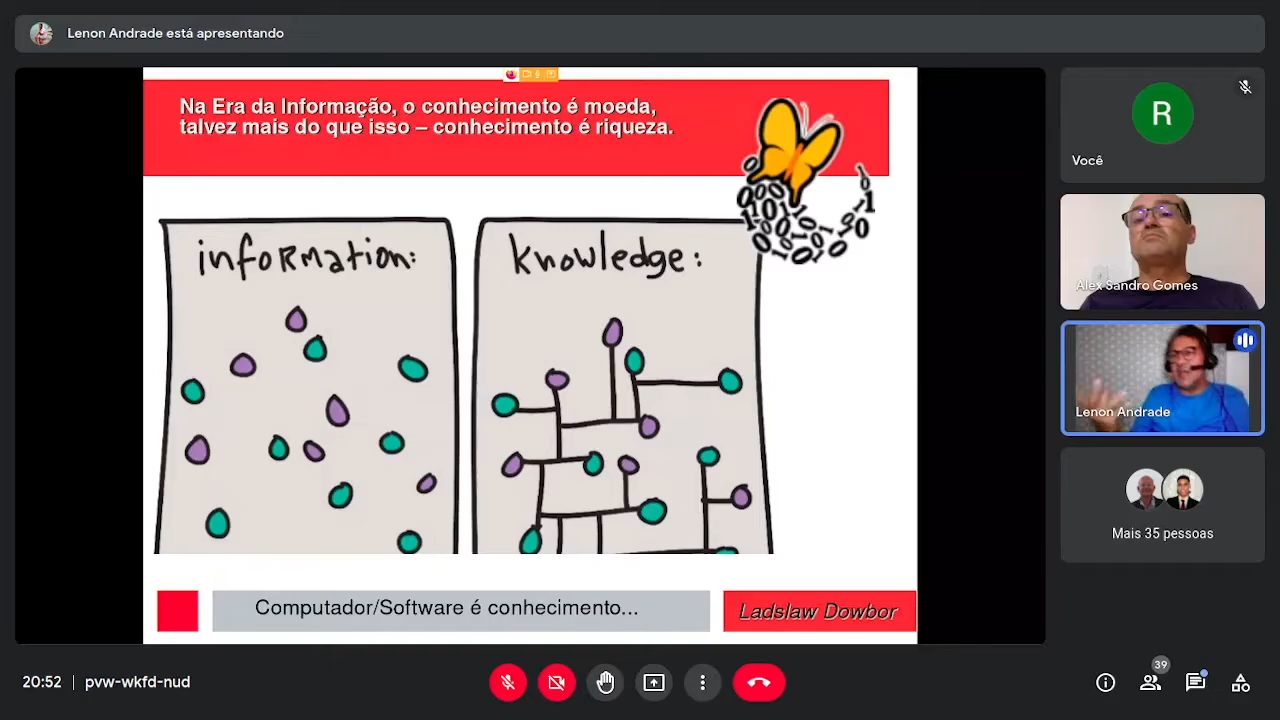 Lenon Andrade está apresentando
Na Era da Informação, o conhecimento é moeda,
talvez mais do que isso – conhecimento é riqueza.
information:
knowledge:
Computador/Software é conhecimento...
Ladslaw Dowbor
R
Você
Alex Sandro Gomes
Lenon Andrade
Mais 35 pessoas
20:52
pvw-wkfd-nud
39